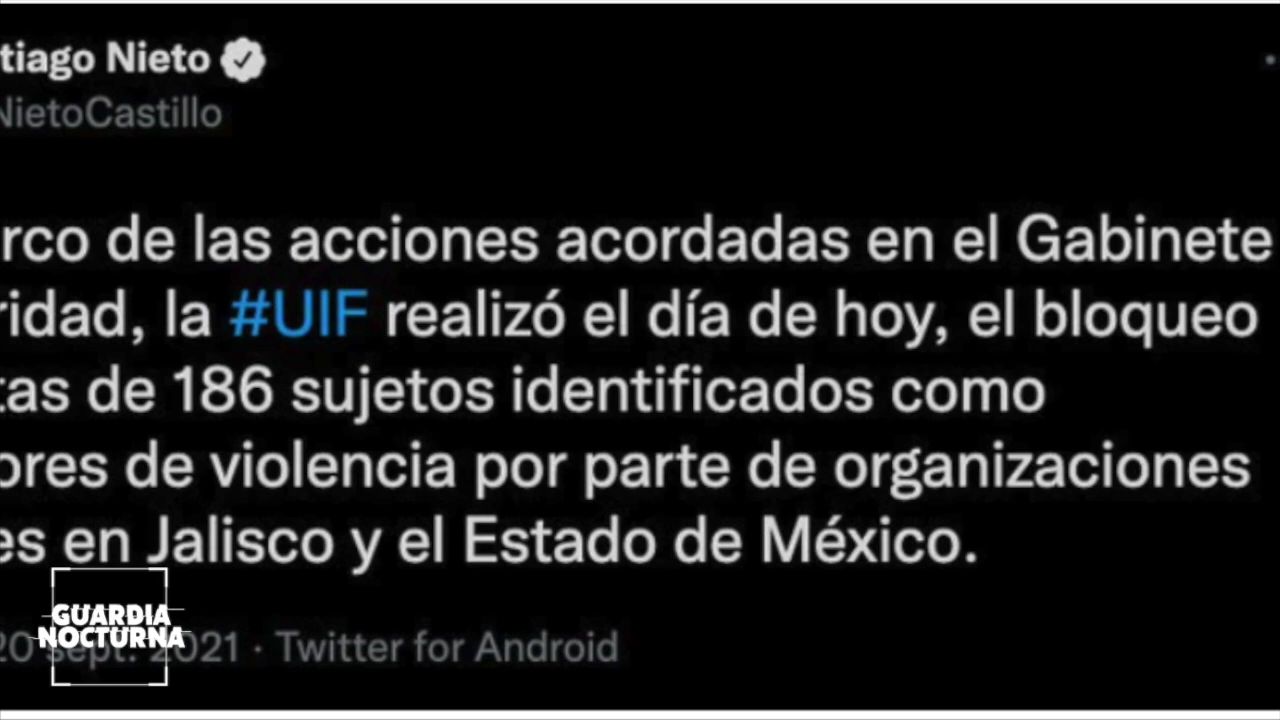 tiago Nieto
NietoCastillo
rco de las acciones acordadas en el Gabinete
ridad, la #UIF realizó el día de hoy, el bloqueo
tas de 186 sujetos identificados como
ores de violencia por parte de organizaciones
es en Jalisco y el Estado de México.
20 sept. 2021 · Twitter for Android
GUARDIA
NOCTURNA